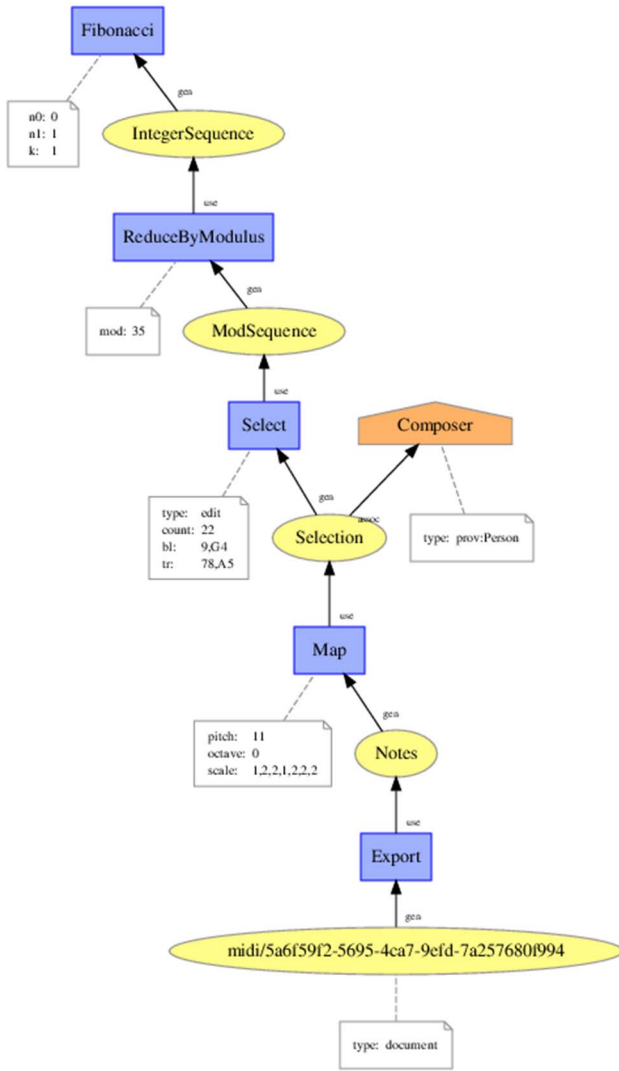 Fibonacci
gen
n0: 0
n1: 1
k: 1
IntegerSequence
use
ReduceByModulus
gen
mod: 35
ModSequence
use
Select
Composer
gen
assoc
type: edit
count: 22
bl: 9,G4
tr: 78,A5
Selection
type: prov:Person
use
Map
gen
pitch: 11
octave: 0
scale: 1,2,2,1,2,2,2
Notes
use
Export
gen
midi/5a6f59f2-5695-4ca7-9efd-7a257680f994
type: document